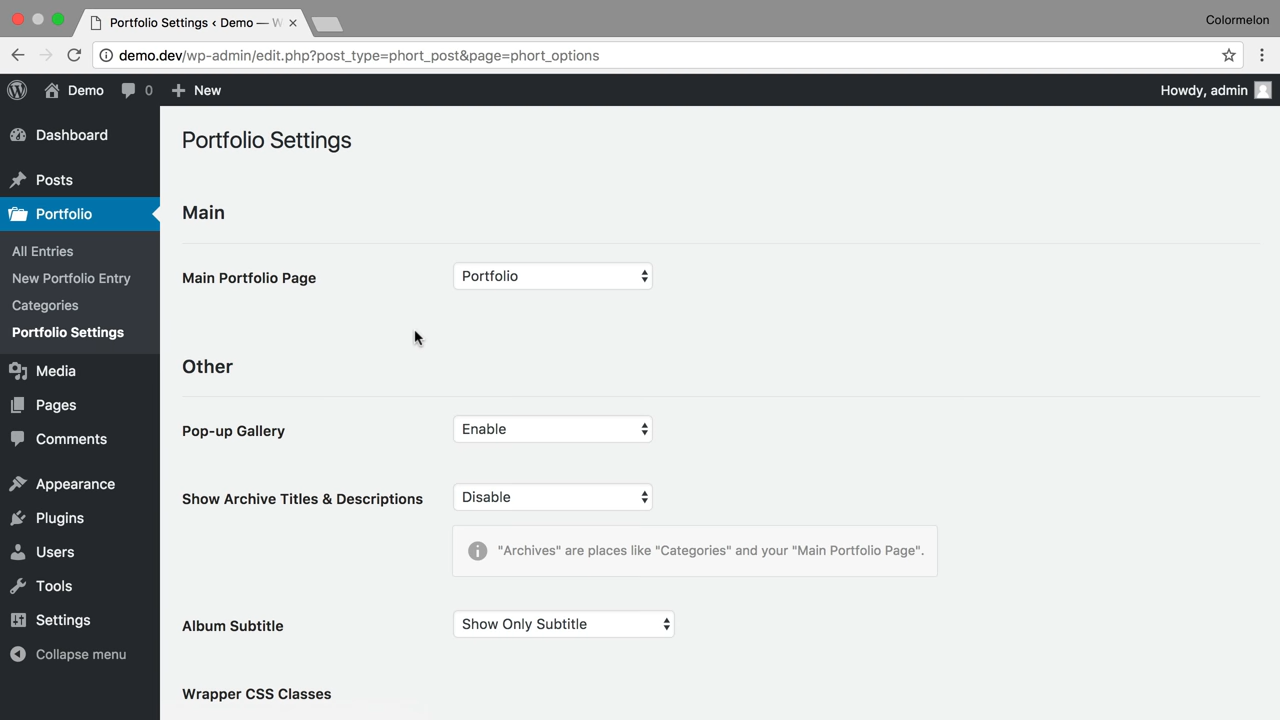 Portfolio Settings ‹ Demo — W
Colormelon
demo.dev/wp-admin/edit.php?post_type=phort_post&page=phort_options
Demo 0 New
Howdy, admin
Dashboard
Posts
Portfolio
All Entries
New Portfolio Entry
Categories
Portfolio Settings
Media
Pages
Comments
Appearance
Plugins
Users
Tools
Settings
Collapse menu
Portfolio Settings
Main
Main Portfolio Page Portfolio
Other
Pop-up Gallery Enable
Show Archive Titles & Descriptions Disable
"Archives" are places like "Categories" and your "Main Portfolio Page".
Album Subtitle Show Only Subtitle
Wrapper CSS Classes